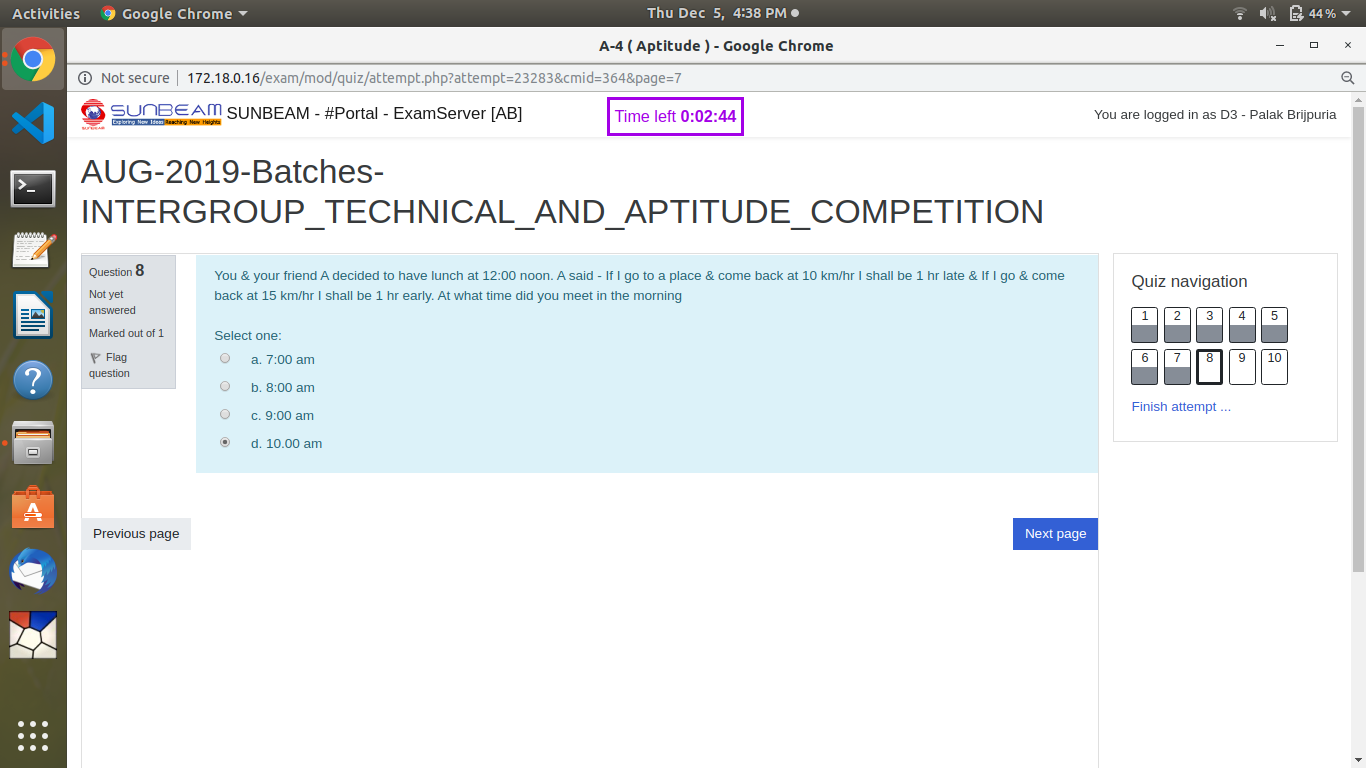 Activities Google Chrome Thu Dec 5, 4:38 PM 44 %
A-4 ( Aptitude ) - Google Chrome
Not secure 172.18.0.16/exam/mod/quiz/attempt.php?attempt=23283&cmid=364&page=7
SUNBEAM SUNBEAM - #Portal - ExamServer [AB] Time left 0:02:44 You are logged in as D3 - Palak Brijpuria
Exploring New Ideas Reaching New Heights
SUNBEAM
AUG-2019-Batches-
INTERGROUP_TECHNICAL_AND_APTITUDE_COMPETITION
Question 8
Not yet
answered
Marked out of 1
Flag
question
You & your friend A decided to have lunch at 12:00 noon. A said - If I go to a place & come back at 10 km/hr I shall be 1 hr late & If I go & come
back at 15 km/hr I shall be 1 hr early. At what time did you meet in the morning
Select one:
a. 7:00 am
b. 8:00 am
c. 9:00 am
d. 10.00 am
Previous page
Next page
Quiz navigation
1 2 3 4 5
6 7 8 9 10
Finish attempt ...